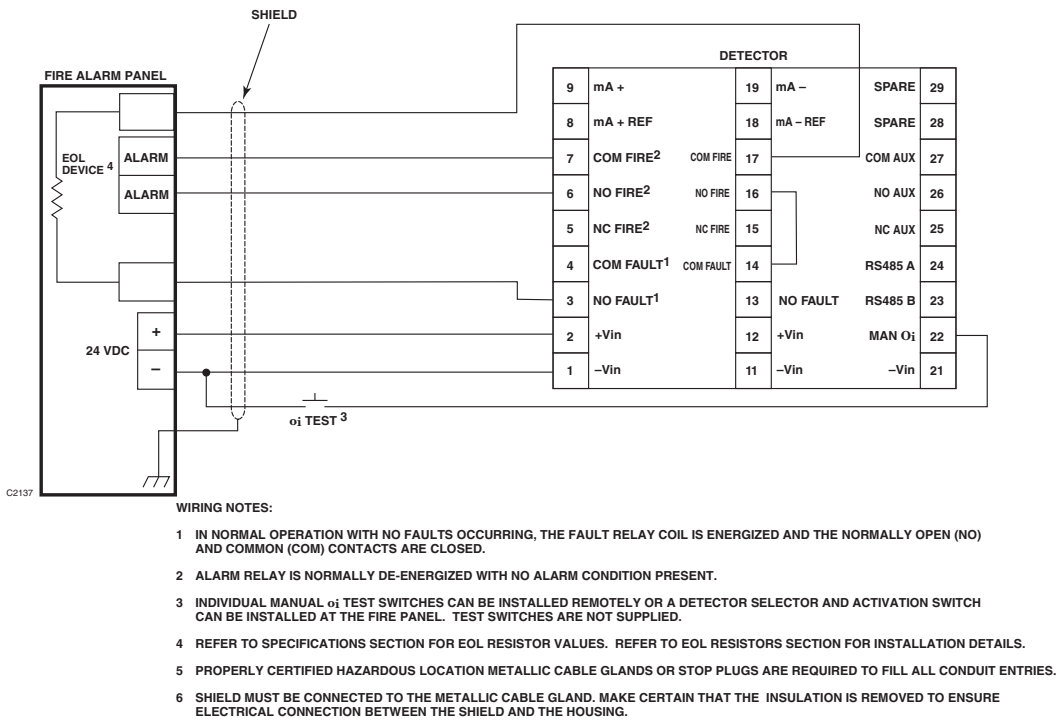 SHIELD
DETECTOR
FIRE ALARM PANEL
EOL
DEVICE 4
ALARM
ALARM
24 VDC
+
–
9 mA +
8 mA + REF
7 COM FIRE2
6 NO FIRE2
5 NC FIRE2
4 COM FAULT1
3 NO FAULT1
2 +Vin
1 –Vin
19 mA –
18 mA – REF
COM FIRE 17
NO FIRE 16
NC FIRE 15
COM FAULT 14
13 NO FAULT
12 +Vin
11 –Vin
SPARE 29
SPARE 28
COM AUX 27
NO AUX 26
NC AUX 25
RS485 A 24
RS485 B 23
MAN Oi 22
–Vin 21
oi TEST 3
C2137
WIRING NOTES:
1 IN NORMAL OPERATION WITH NO FAULTS OCCURRING, THE FAULT RELAY COIL IS ENERGIZED AND THE NORMALLY OPEN (NO)
AND COMMON (COM) CONTACTS ARE CLOSED.
2 ALARM RELAY IS NORMALLY DE-ENERGIZED WITH NO ALARM CONDITION PRESENT.
3 INDIVIDUAL MANUAL oi TEST SWITCHES CAN BE INSTALLED REMOTELY OR A DETECTOR SELECTOR AND ACTIVATION SWITCH
CAN BE INSTALLED AT THE FIRE PANEL. TEST SWITCHES ARE NOT SUPPLIED.
4 REFER TO SPECIFICATIONS SECTION FOR EOL RESISTOR VALUES. REFER TO EOL RESISTORS SECTION FOR INSTALLATION DETAILS.
5 PROPERLY CERTIFIED HAZARDOUS LOCATION METALLIC CABLE GLANDS OR STOP PLUGS ARE REQUIRED TO FILL ALL CONDUIT ENTRIES.
6 SHIELD MUST BE CONNECTED TO THE METALLIC CABLE GLAND. MAKE CERTAIN THAT THE INSULATION IS REMOVED TO ENSURE
ELECTRICAL CONNECTION BETWEEN THE SHIELD AND THE HOUSING.